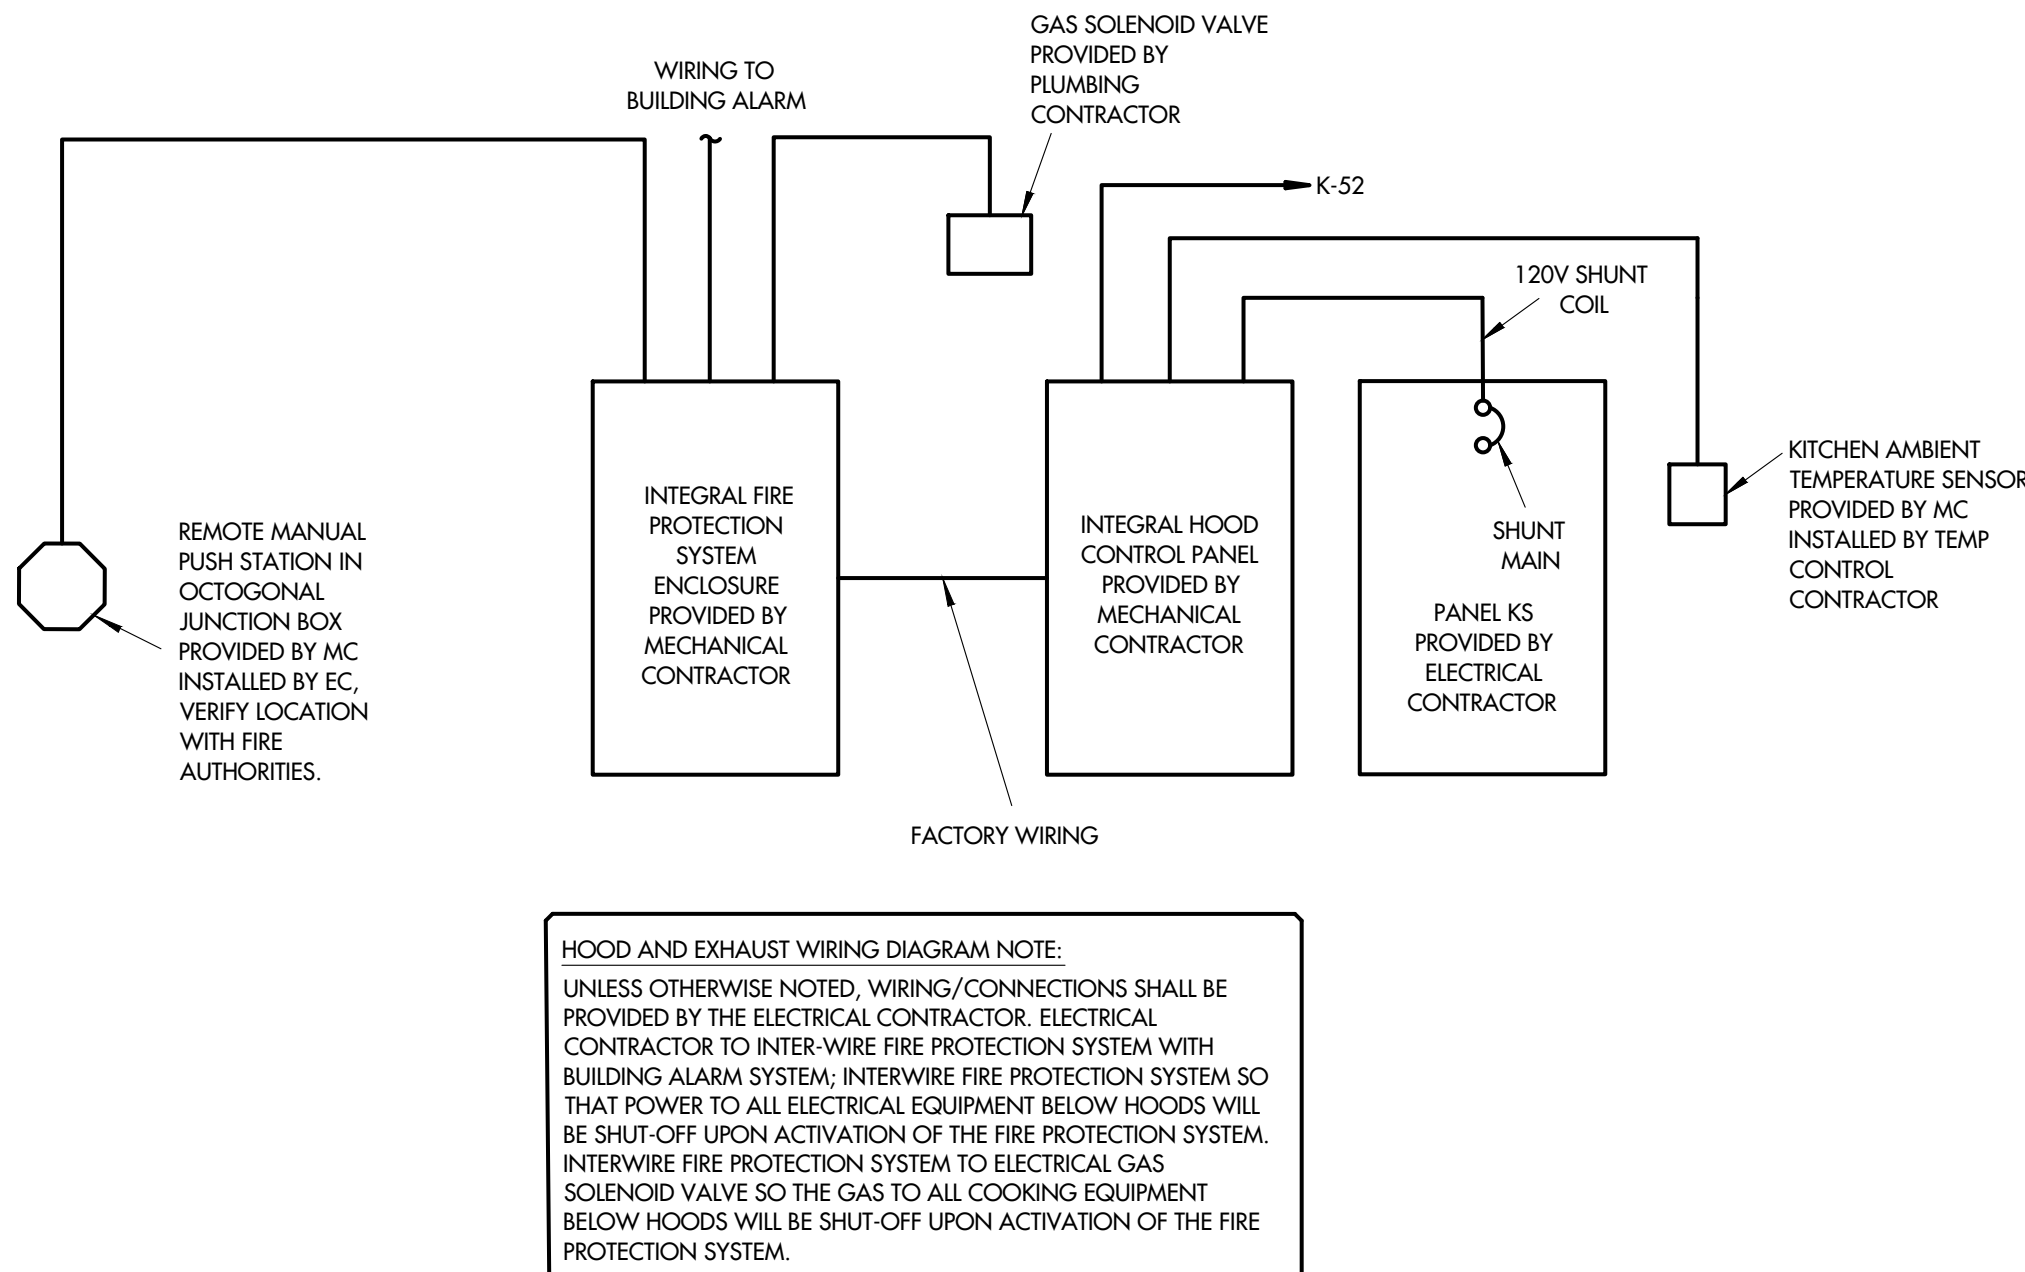 GAS SOLENOID VALVE
PROVIDED BY
PLUMBING
CONTRACTOR
WIRING TO
BUILDING ALARM
K-52
120V SHUNT
COIL
KITCHEN AMBIENT
TEMPERATURE SENSOR
PROVIDED BY MC
INSTALLED BY TEMP
CONTROL
CONTRACTOR
REMOTE MANUAL
PUSH STATION IN
OCTOGONAL
JUNCTION BOX
PROVIDED BY MC
INSTALLED BY EC,
VERIFY LOCATION
WITH FIRE
AUTHORITIES.
INTEGRAL FIRE
PROTECTION
SYSTEM
ENCLOSURE
PROVIDED BY
MECHANICAL
CONTRACTOR
INTEGRAL HOOD
CONTROL PANEL
PROVIDED BY
MECHANICAL
CONTRACTOR
SHUNT
MAIN
PANEL KS
PROVIDED BY
ELECTRICAL
CONTRACTOR
FACTORY WIRING
HOOD AND EXHAUST WIRING DIAGRAM NOTE:
UNLESS OTHERWISE NOTED, WIRING/CONNECTIONS SHALL BE
PROVIDED BY THE ELECTRICAL CONTRACTOR. ELECTRICAL
CONTRACTOR TO INTER-WIRE FIRE PROTECTION SYSTEM WITH
BUILDING ALARM SYSTEM; INTERWIRE FIRE PROTECTION SYSTEM SO
THAT POWER TO ALL ELECTRICAL EQUIPMENT BELOW HOODS WILL
BE SHUT-OFF UPON ACTIVATION OF THE FIRE PROTECTION SYSTEM.
INTERWIRE FIRE PROTECTION SYSTEM TO ELECTRICAL GAS
SOLENOID VALVE SO THE GAS TO ALL COOKING EQUIPMENT
BELOW HOODS WILL BE SHUT-OFF UPON ACTIVATION OF THE FIRE
PROTECTION SYSTEM.